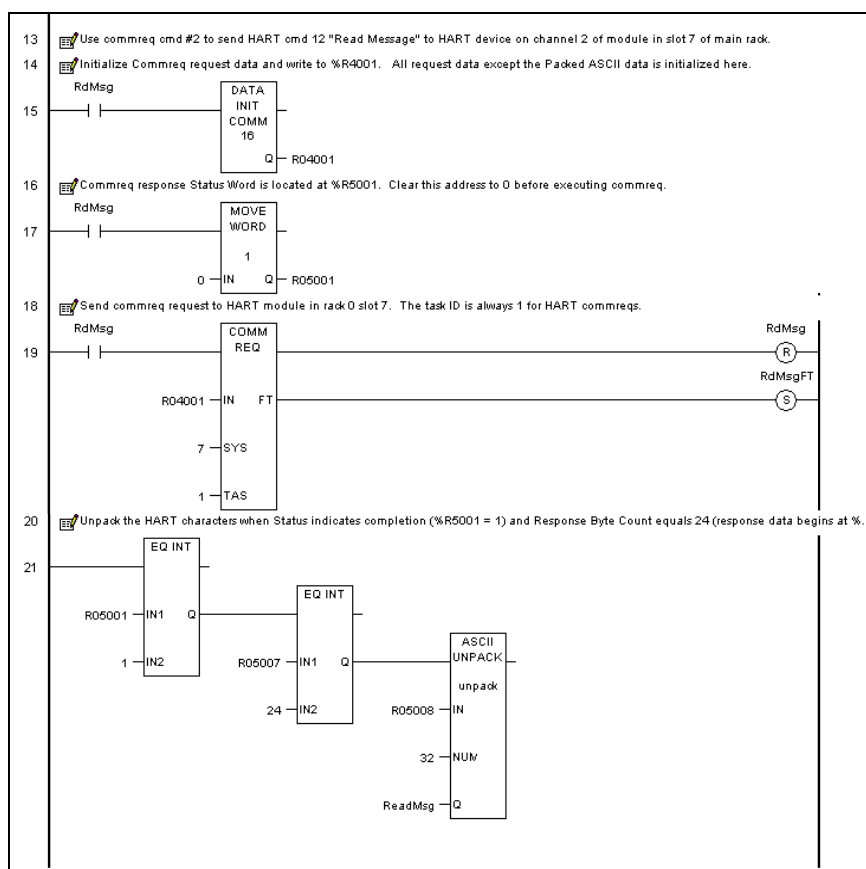 13 Use commreq cmd #2 to send HART cmd 12 "Read Message" to HART device on channel 2 of module in slot 7 of main rack.
14 Initialize Commreq request data and write to %R4001. All request data except the Packed ASCII data is initialized here.
RdMsg
DATA
INIT
COMM
15
16
Q R04001
16 Commreq response Status Word is located at %R5001. Clear this address to 0 before executing commreq.
RdMsg
MOVE
WORD
17
1
0 IN Q R05001
18 Send commreq request to HART module in rack 0 slot 7. The task ID is always 1 for HART commreqs.
RdMsg
COMM
REQ
RdMsg
19
R
RdMsgFT
R04001 IN FT
S
7 SYS
1 TAS
20 Unpack the HART characters when Status indicates completion (%R5001 = 1) and Response Byte Count equals 24 (response data begins at %.
EQ INT
21
EQ INT
R05001 IN1 Q
ASCII
UNPACK
1 IN2
R05007 IN1 Q
unpack
24 IN2
R05008 IN
32 NUM
ReadMsg Q